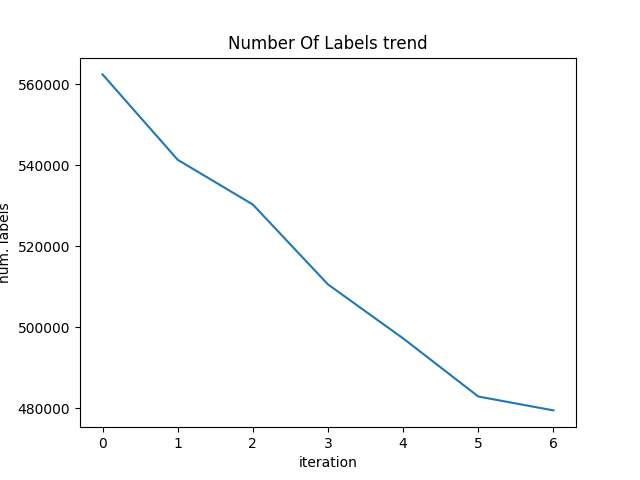 Number Of Labels trend
560000
540000
520000
500000
480000
num. labels
0 1 2 3 4 5 6
iteration